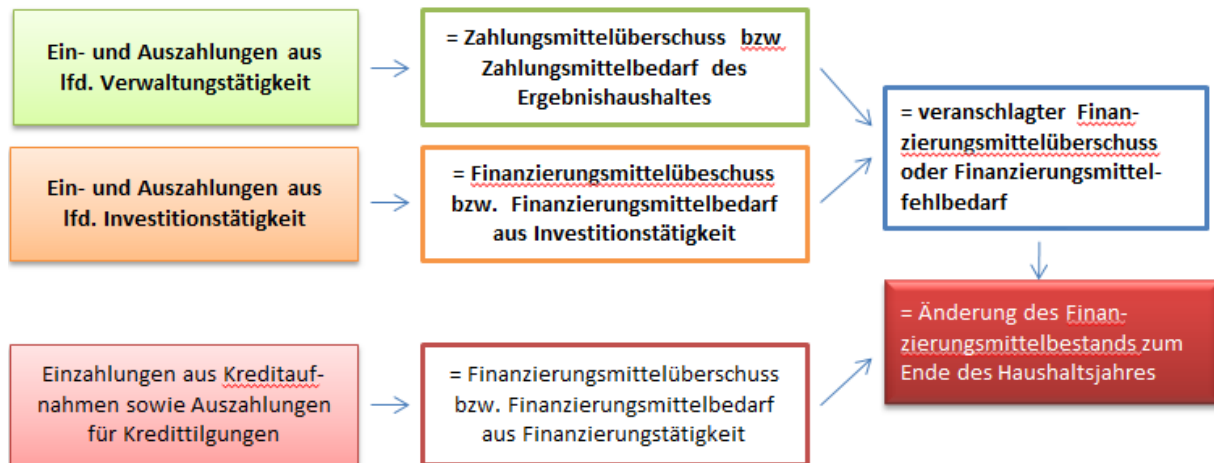 Ein- und Auszahlungen aus
lfd. Verwaltungstätigkeit
= Zahlungsmittelüberschuss bzw
Zahlungsmittelbedarf des
Ergebnishaushaltes
= veranschlagter Finan-
zierungsmittelüberschuss
oder Finanzierungsmittel-
fehlbedarf
Ein- und Auszahlungen aus
lfd. Investitionstätigkeit
= Finanzierungsmittelübeschuss
bzw. Finanzierungsmittelbedarf
aus Investitionstätigkeit
= Änderung des Finan-
zierungsmittelbestands zum
Ende des Haushaltsjahres
Einzahlungen aus Kreditauf-
nahmen sowie Auszahlungen
für Kredittilgungen
= Finanzierungsmittelüberschuss
bzw. Finanzierungsmittelbedarf
aus Finanzierungstätigkeit